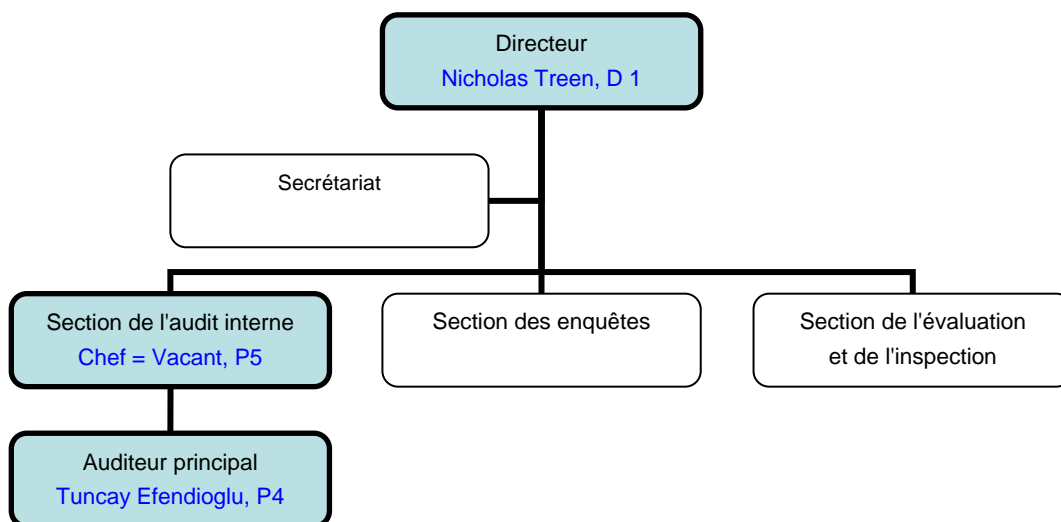 Directeur
Nicholas Treen, D 1
Secrétariat
Section de l'audit interne
Chef = Vacant, P5
Section des enquêtes
Section de l'évaluation
et de l'inspection
Auditeur principal
Tuncay Efendioglu, P4